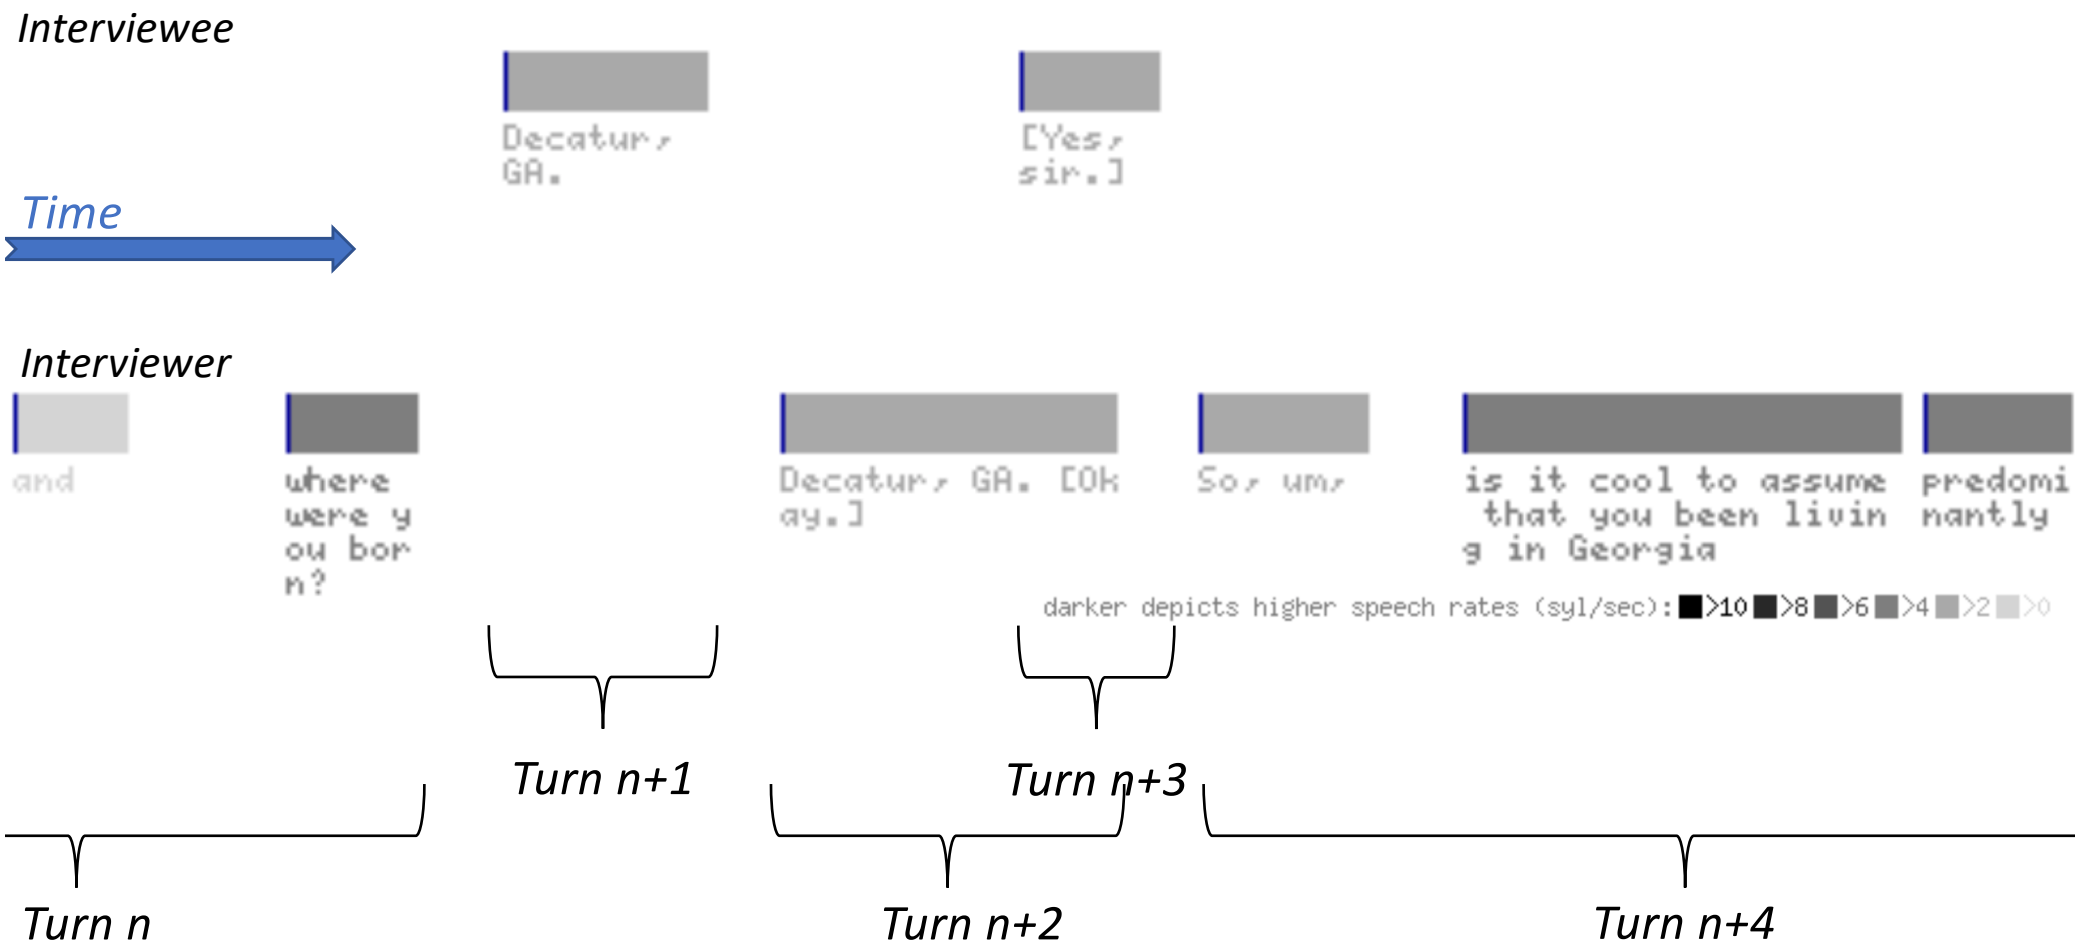 Interviewee
Decatur,
GA.
[Yes,
sir.]
Time
Interviewer
and
where
were y
ou bor
n?
Decatur, GA. [Ok
ay.]
So, um,
is it cool to assume
that you been livin
g in Georgia
predomi
nantly
darker depicts higher speech rates (syl/sec): >10 >8 >6 >4 >2 >0
Turn n+1
Turn n+3
Turn n
Turn n+2
Turn n+4